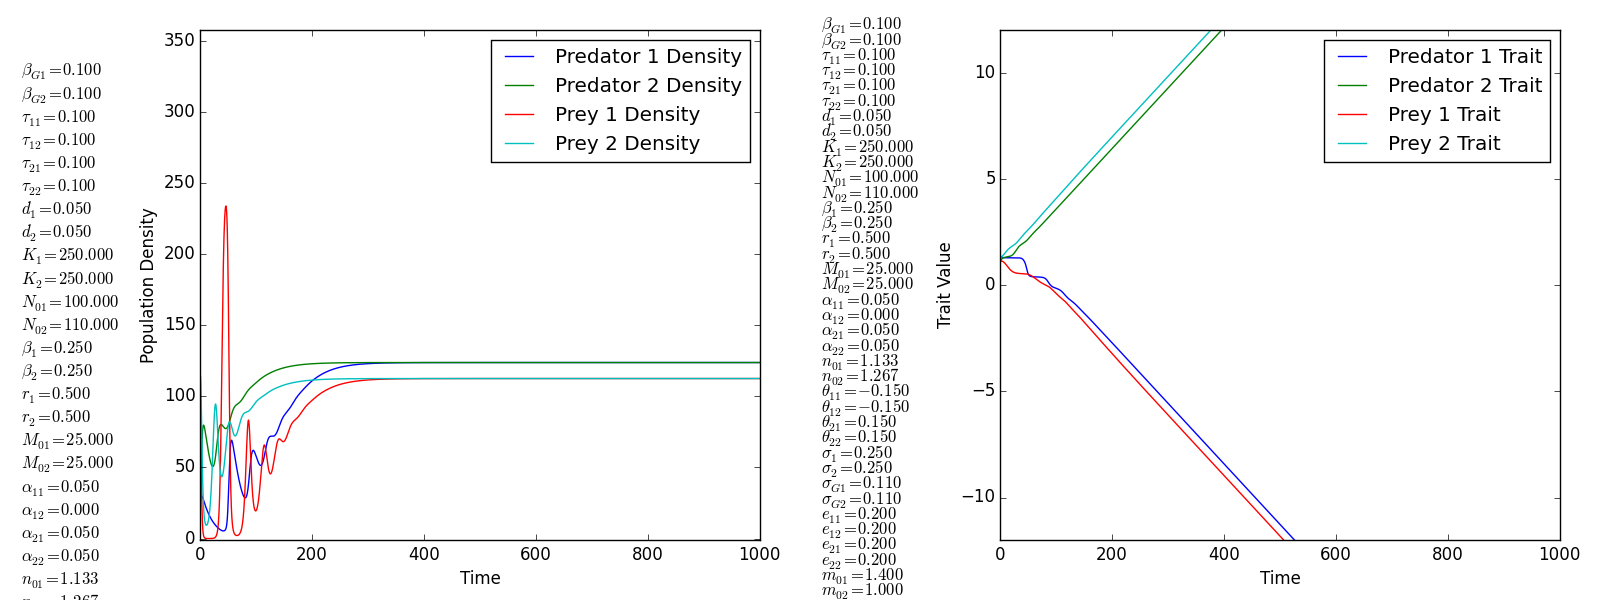 β_G1=0.100
β_G2=0.100
τ_11=0.100
τ_12=0.100
τ_21=0.100
τ_22=0.100
d_1=0.050
d_2=0.050
K_1=250.000
K_2=250.000
N_01=100.000
N_02=110.000
β_1=0.250
β_2=0.250
r_1=0.500
r_2=0.500
M_01=25.000
M_02=25.000
α_11=0.050
α_12=0.000
α_21=0.050
α_22=0.050
n_01=1.133
Population Density
350
300
250
200
150
100
50
0
Predator 1 Density
Predator 2 Density
Prey 1 Density
Prey 2 Density
0 200 400 600 800 1000
Time
β_G1=0.100
β_G2=0.100
τ_11=0.100
τ_12=0.100
τ_21=0.100
τ_22=0.100
d_1=0.050
d_2=0.050
K_1=250.000
K_2=250.000
N_01=100.000
N_02=110.000
β_1=0.250
β_2=0.250
r_1=0.500
r_2=0.500
M_01=25.000
M_02=25.000
α_11=0.050
α_12=0.000
α_21=0.050
α_22=0.050
n_01=1.133
n_02=1.267
θ_11=−0.150
θ_12=−0.150
θ_21=0.150
θ_22=0.150
σ_1=0.250
σ_2=0.250
σ_G1=0.110
σ_G2=0.110
e_11=0.200
e_12=0.200
e_21=0.200
e_22=0.200
m_01=1.400
m_02=1.000
Trait Value
10
5
0
−5
−10
Predator 1 Trait
Predator 2 Trait
Prey 1 Trait
Prey 2 Trait
0 200 400 600 800 1000
Time